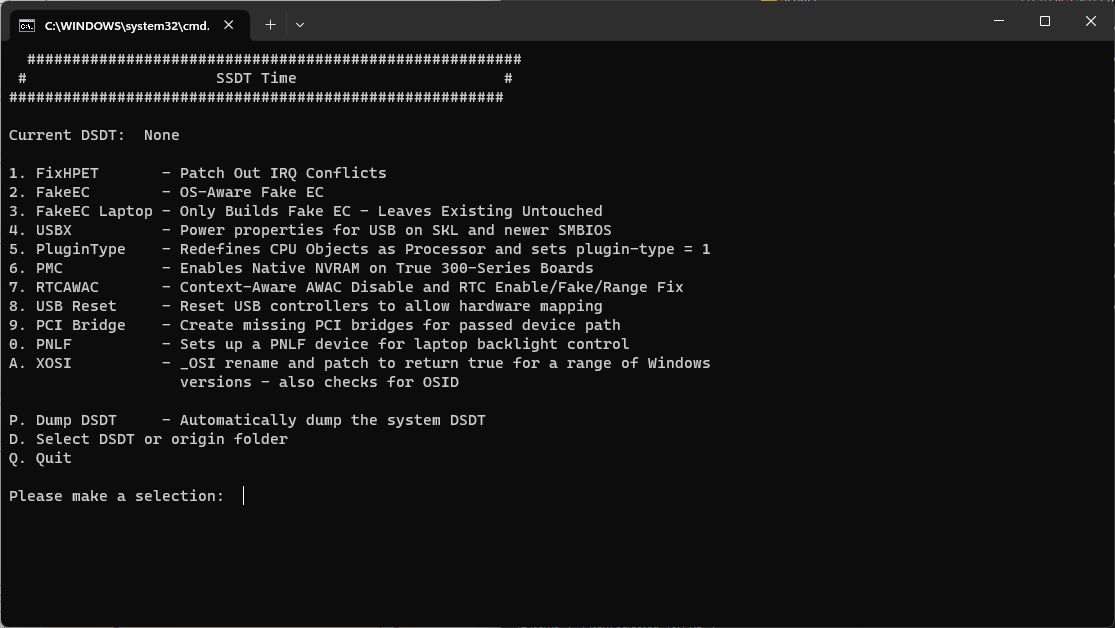 C:\WINDOWS\system32\cmd.
#######################################################
# SSDT Time #
#######################################################
Current DSDT: None
1. FixHPET - Patch Out IRQ Conflicts
2. FakeEC - OS-Aware Fake EC
3. FakeEC Laptop - Only Builds Fake EC - Leaves Existing Untouched
4. USBX - Power properties for USB on SKL and newer SMBIOS
5. PluginType - Redefines CPU Objects as Processor and sets plugin-type = 1
6. PMC - Enables Native NVRAM on True 300-Series Boards
7. RTCAWAC - Context-Aware AWAC Disable and RTC Enable/Fake/Range Fix
8. USB Reset - Reset USB controllers to allow hardware mapping
9. PCI Bridge - Create missing PCI bridges for passed device path
0. PNLF - Sets up a PNLF device for laptop backlight control
A. XOSI - _OSI rename and patch to return true for a range of Windows
versions - also checks for OSID
P. Dump DSDT - Automatically dump the system DSDT
D. Select DSDT or origin folder
Q. Quit
Please make a selection: